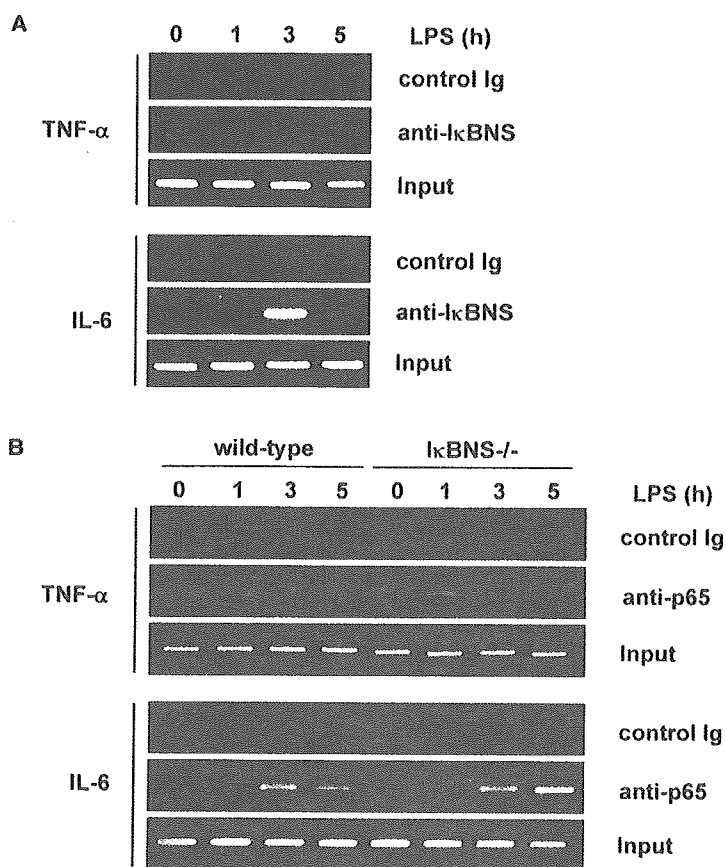 A
0 1 3 5 LPS (h)
control Ig
TNF-α anti-IκBNS
Input
control Ig
IL-6 anti-IκBNS
Input
B
wild-type IκBNS-/-
0 1 3 5 0 1 3 5 LPS (h)
control Ig
TNF-α anti-p65
Input
control Ig
IL-6 anti-p65
Input